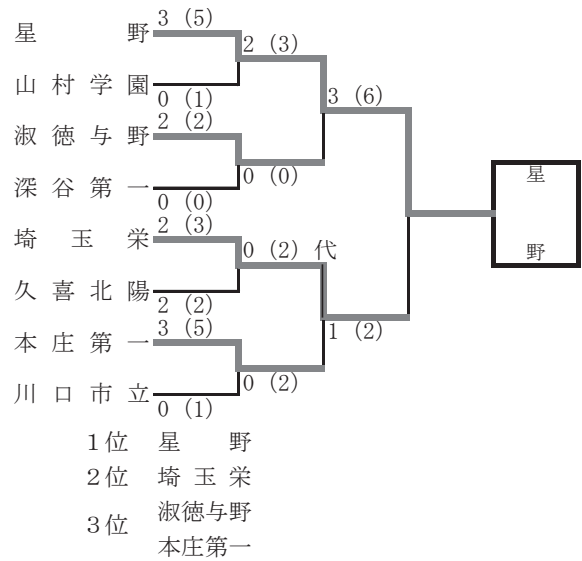 3 (5)
星野
2 (3)
山村学園
0 (1)
3 (6)
2 (2)
淑徳与野
0 (0)
深谷第一
0 (0)
星野
2 (3)
埼玉栄
0 (2) 代
久喜北陽
2 (2)
3 (5)
1 (2)
本庄第一
0 (2)
川口市立
0 (1)
1位 星野
2位 埼玉栄
3位 淑徳与野
本庄第一